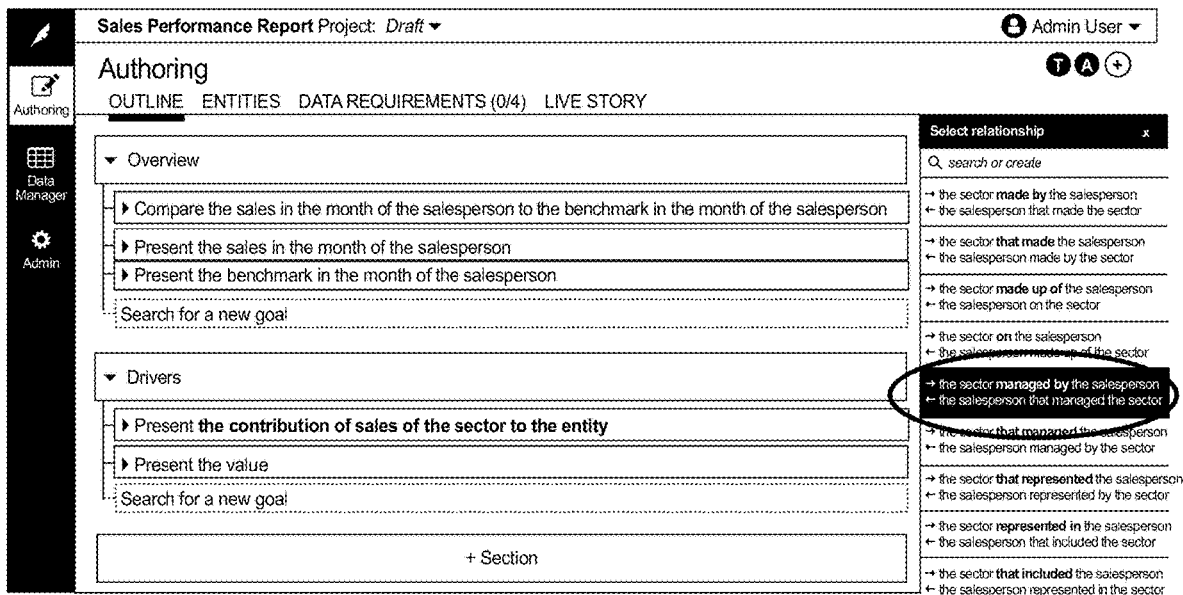 Sales Performance Report Project: Draft
Admin User
Authoring
T A +
OUTLINE ENTITIES DATA REQUIREMENTS (0/4) LIVE STORY
Authoring
Data
Manager
Admin
Overview
Compare the sales in the month of the salesperson to the benchmark in the month of the salesperson
Present the sales in the month of the salesperson
Present the benchmark in the month of the salesperson
Search for a new goal
Drivers
Present the contribution of sales of the sector to the entity
Present the value
Search for a new goal
+ Section
Select relationship x
search or create
→ the sector made by the salesperson
← the salesperson that made the sector
→ the sector that made the salesperson
← the salesperson made by the sector
→ the sector made up of the salesperson
← the salesperson on the sector
→ the sector on the salesperson
← the salesperson made up of the sector
→ the sector managed by the salesperson
← the salesperson that managed the sector
→ the sector that managed the salesperson
← the salesperson managed by the sector
→ the sector that represented the salesperson
← the salesperson represented by the sector
→ the sector represented in the salesperson
← the salesperson that included the sector
→ the sector that included the salesperson
← the salesperson represented in the sector